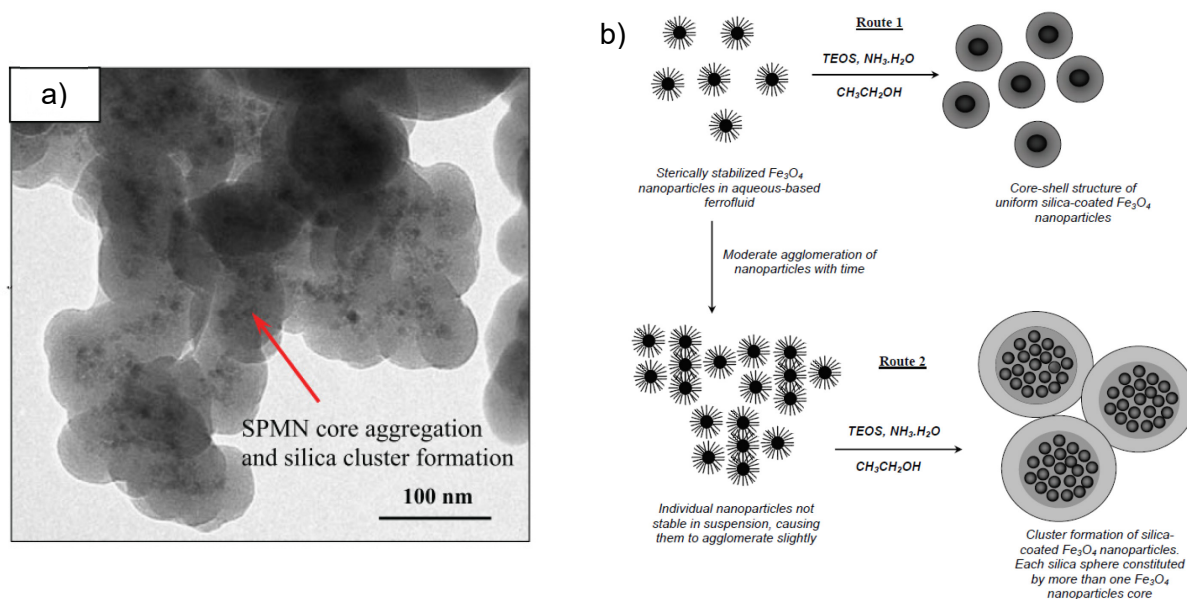 a)
SPMN core aggregation
and silica cluster formation
100 nm
b)
Route 1
TEOS, NH₃.H₂O
CH₃CH₂OH
Sterically stabilized Fe₃O₄
nanoparticles in aqueous-based
ferrofluid
Core-shell structure of
uniform silica-coated Fe₃O₄
nanoparticles
Moderate agglomeration of
nanoparticles with time
Route 2
TEOS, NH₃.H₂O
CH₃CH₂OH
Individual nanoparticles not
stable in suspension, causing
them to agglomerate slightly
Cluster formation of silica-
coated Fe₃O₄ nanoparticles.
Each silica sphere constituted
by more than one Fe₃O₄
nanoparticles core